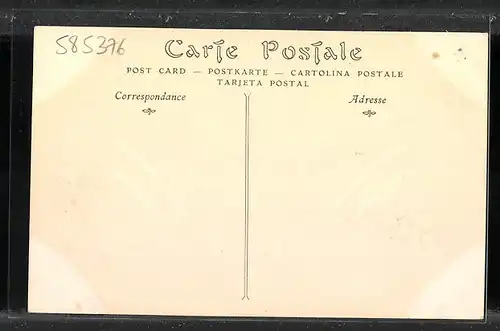 585376
Carte Postale
POST CARD — POSTKARTE — CARTOLINA POSTALE
TARJETA POSTAL
Correspondance
Adresse